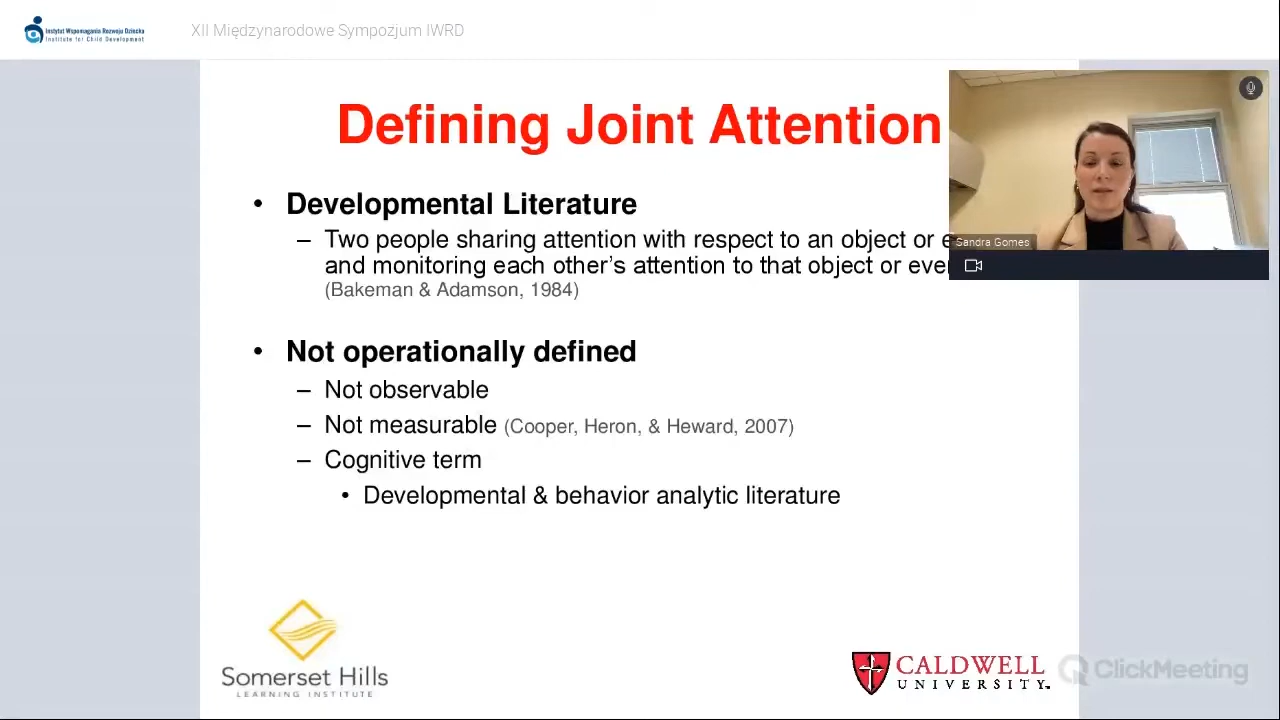 Instytut Wspomagania Rozwoju Dziecka
Institute for Child Development
XII Międzynarodowe Sympozjum IWRD
Defining Joint Attention
• Developmental Literature
– Two people sharing attention with respect to an object or e
and monitoring each other’s attention to that object or eve
(Bakeman & Adamson, 1984)
Sandra Gomes
• Not operationally defined
– Not observable
– Not measurable (Cooper, Heron, & Heward, 2007)
– Cognitive term
• Developmental & behavior analytic literature
Somerset Hills
LEARNING INSTITUTE
CALDWELL
UNIVERSITY™
ClickMeeting